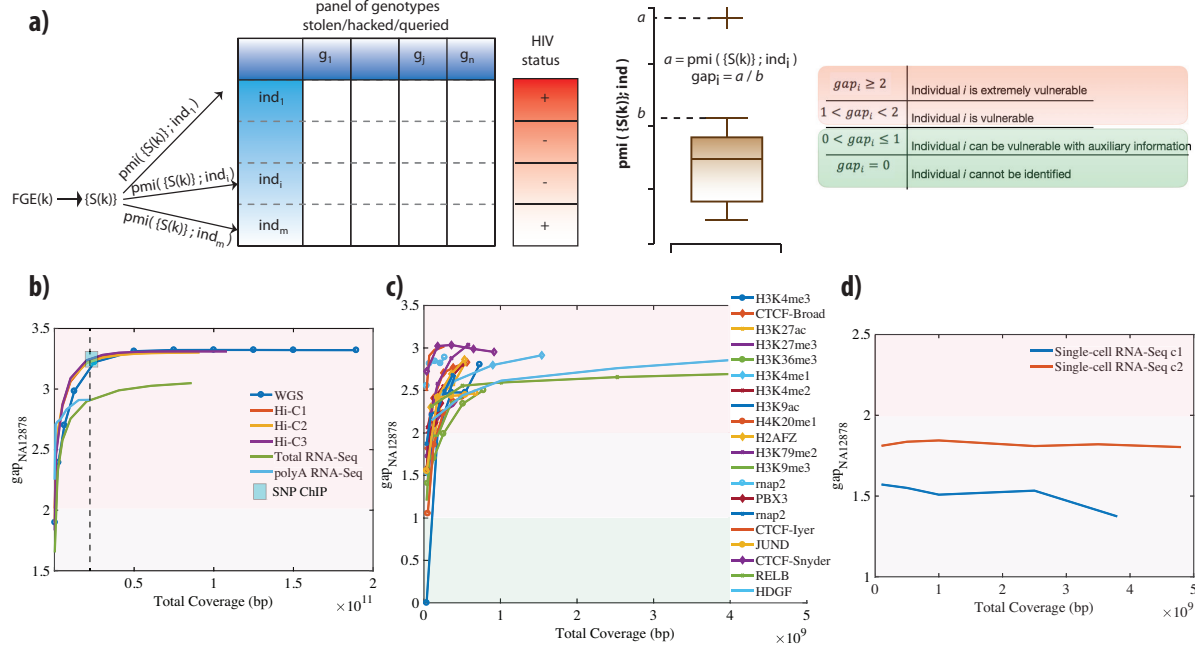 a)
panel of genotypes
stolen/hacked/queried
g1
gj
gn
HIV
status
ind1
indi
indm
+
-
-
+
FGE(k)
{S(k)}
pmi( {S(k)} ; ind1)
pmi( {S(k)} ; indi)
pmi( {S(k)} ; indm)
pmi( {S(k)}; ind)
a
b
a = pmi ( {S(k)} ; indi)
gapi = a / b
gapi ≥ 2
Individual i is extremely vulnerable
1 < gapi < 2
Individual i is vulnerable
0 < gapi ≤ 1
Individual i can be vulnerable with auxiliary information
gapi = 0
Individual i cannot be identified
b)
gapNA12878
3.5
3.0
2.5
2
1.5
0.5
1
1.5
2
Total Coverage (bp)
×10^11
WGS
Hi-C1
Hi-C2
Hi-C3
Total RNA-Seq
polyA RNA-Seq
SNP ChIP
c)
gapNA12878
3.5
3
2.5
2
1.5
1
0.5
0
0
1
2
3
4
5
Total Coverage (bp)
×10^9
H3K4me3
CTCF-Broad
H3K27ac
H3K27me3
H3K36me3
H3K4me1
H3K4me2
H3K9ac
H4K20me1
H2AFZ
H3K79me2
H3K9me3
rnap2
PBX3
rnap2
CTCF-Iyer
JUND
CTCF-Snyder
RELB
HDGF
d)
gapNA12878
2.5
2
1.5
1
0
1
2
3
4
5
Total Coverage (bp)
×10^9
Single-cell RNA-Seq c1
Single-cell RNA-Seq c2